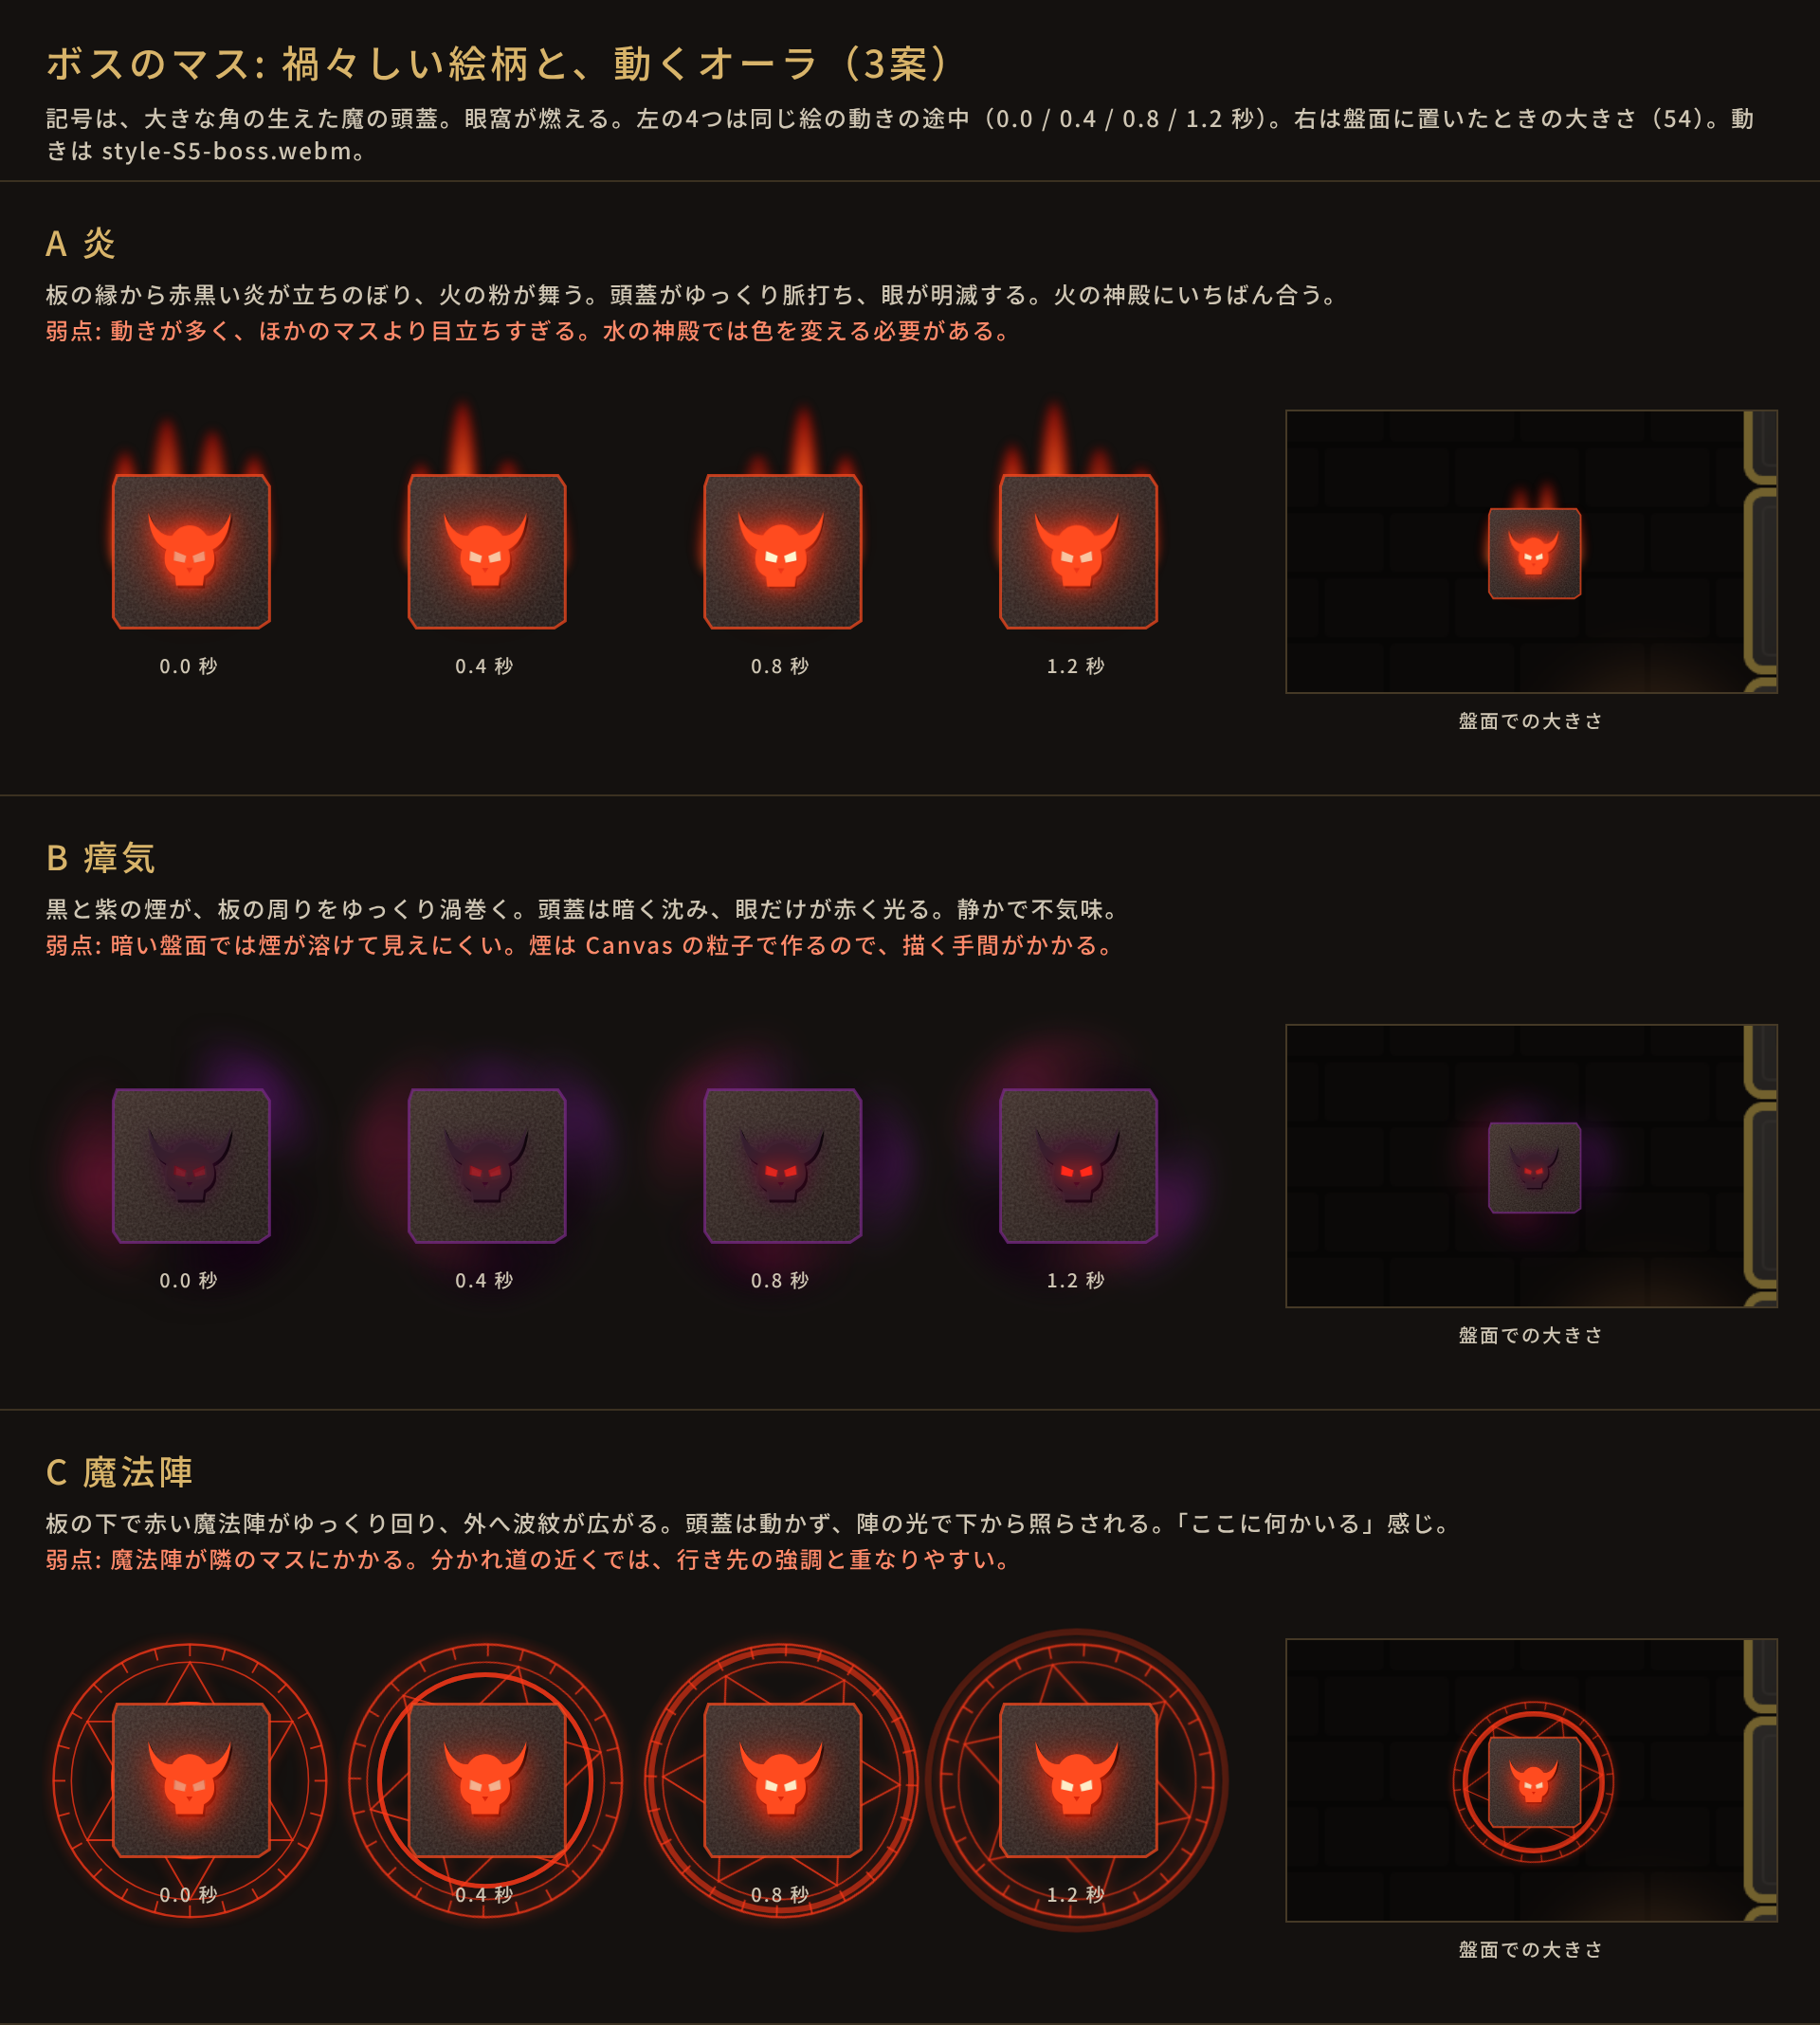 ボスのマス: 禍々しい絵柄と、動くオーラ（3案）
記号は、大きな角の生えた魔の頭蓋。眼窩が燃える。左の4つは同じ絵の動きの途中（0.0 / 0.4 / 0.8 / 1.2 秒）。右は盤面に置いたときの大きさ（54）。動
きは style-S5-boss.webm。
A 炎
板の縁から赤黒い炎が立ちのぼり、火の粉が舞う。頭蓋がゆっくり脈打ち、眼が明滅する。火の神殿にいちばん合う。
弱点: 動きが多く、ほかのマスより目立ちすぎる。水の神殿では色を変える必要がある。
0.0 秒
0.4 秒
0.8 秒
1.2 秒
盤面での大きさ
B 瘴気
黒と紫の煙が、板の周りをゆっくり渦巻く。頭蓋は暗く沈み、眼だけが赤く光る。静かで不気味。
弱点: 暗い盤面では煙が溶けて見えにくい。煙は Canvas の粒子で作るので、描く手間がかかる。
0.0 秒
0.4 秒
0.8 秒
1.2 秒
盤面での大きさ
C 魔法陣
板の下で赤い魔法陣がゆっくり回り、外へ波紋が広がる。頭蓋は動かず、陣の光で下から照らされる。「ここに何かいる」感じ。
弱点: 魔法陣が隣のマスにかかる。分かれ道の近くでは、行き先の強調と重なりやすい。
0.0 秒
0.4 秒
0.8 秒
1.2 秒
盤面での大きさ